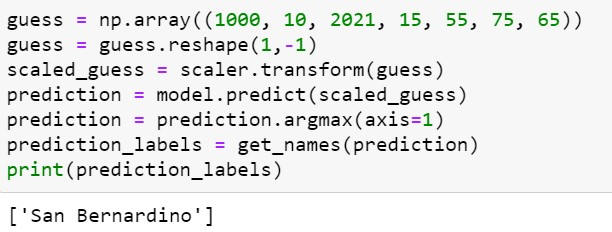 guess = np.array((1000, 10, 2021, 15, 55, 75, 65))
guess = guess.reshape(1,-1)
scaled_guess = scaler.transform(guess)
prediction = model.predict(scaled_guess)
prediction = prediction.argmax(axis=1)
prediction_labels = get_names(prediction)
print(prediction_labels)
['San Bernardino']